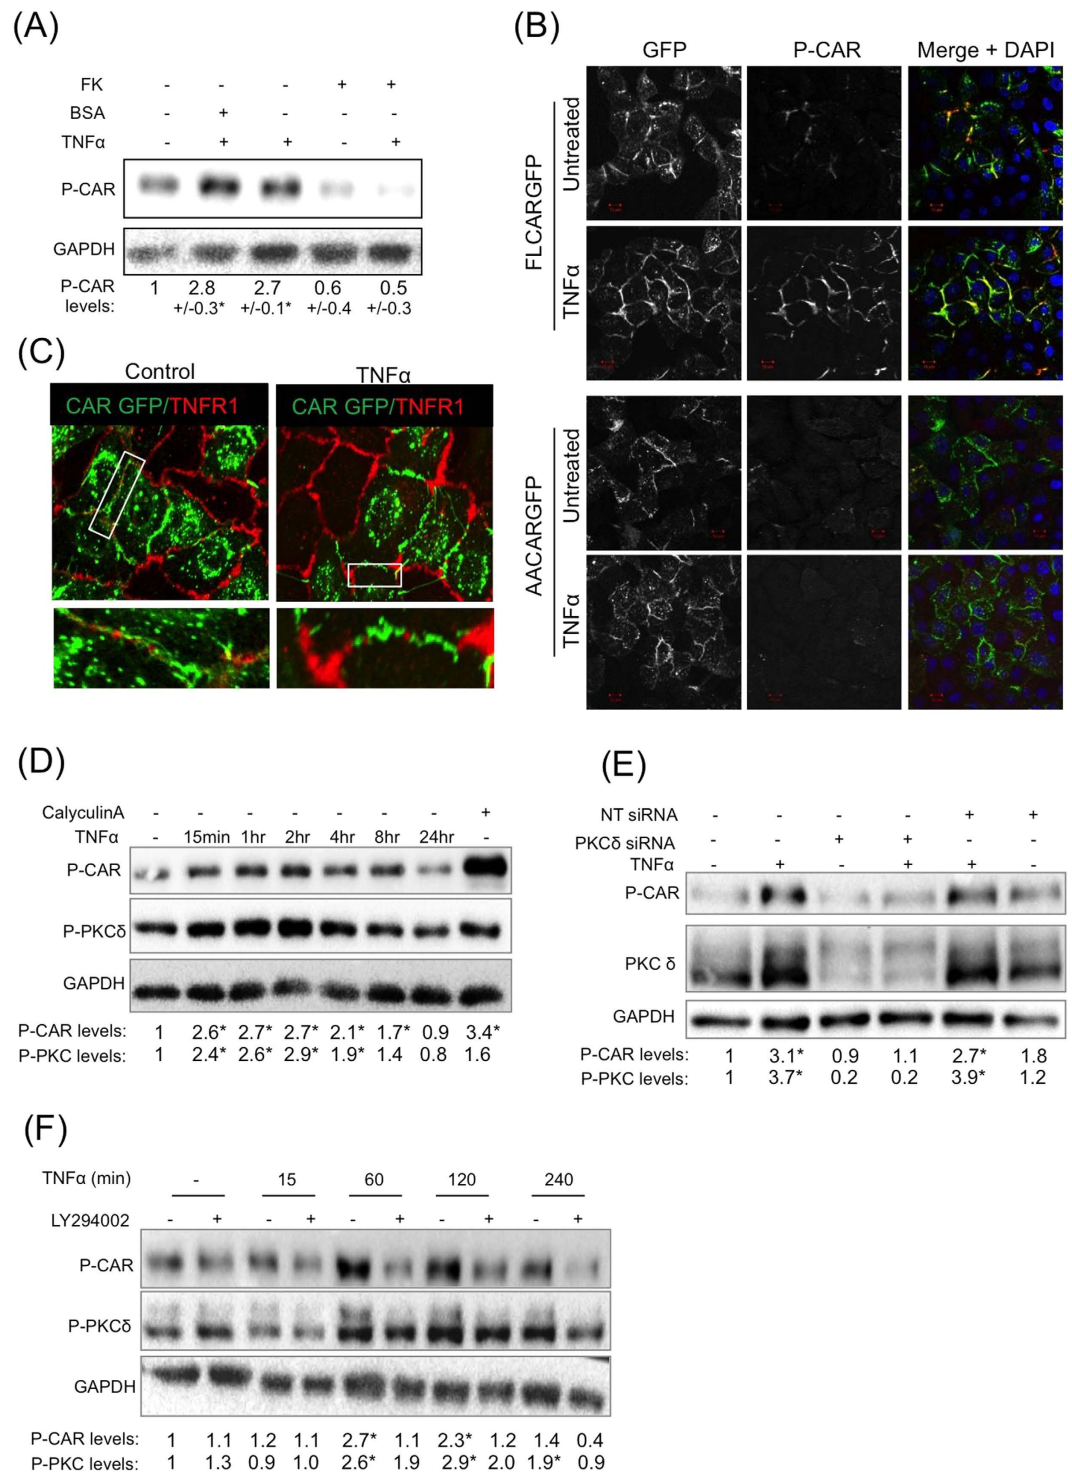 (A)
FK - - - + +
BSA +
TNFα - + + - +
P-CAR
GAPDH
P-CAR levels: 1 2.8 2.7 0.6 0.5
+/-0.3* +/-0.1* +/-0.4 +/-0.3
(B)
GFP P-CAR Merge + DAPI
FLCARGFP
Untreated
TNFα
AACARGFP
Untreated
TNFα
(C)
Control TNFα
CAR GFP/TNFR1 CAR GFP/TNFR1
(D)
CalyculinA - - - - - - - +
TNFα - 15min 1hr 2hr 4hr 8hr 24hr -
P-CAR
P-PKCδ
GAPDH
P-CAR levels: 1 2.6* 2.7* 2.7* 2.1* 1.7* 0.9 3.4*
P-PKC levels: 1 2.4* 2.6* 2.9* 1.9* 1.4 0.8 1.6
(E)
NT siRNA - - - - + +
PKCδ siRNA - - + + - -
TNFα - + - + + -
P-CAR
PKC δ
GAPDH
P-CAR levels: 1 3.1* 0.9 1.1 2.7* 1.8
P-PKC levels: 1 3.7* 0.2 0.2 3.9* 1.2
(F)
TNFα (min) - 15 60 120 240
LY294002 - + - + - + - + - +
P-CAR
P-PKCδ
GAPDH
P-CAR levels: 1 1.1 1.2 1.1 2.7* 1.1 2.3* 1.2 1.4 0.4
P-PKC levels: 1 1.3 0.9 1.0 2.6* 1.9 2.9* 2.0 1.9* 0.9